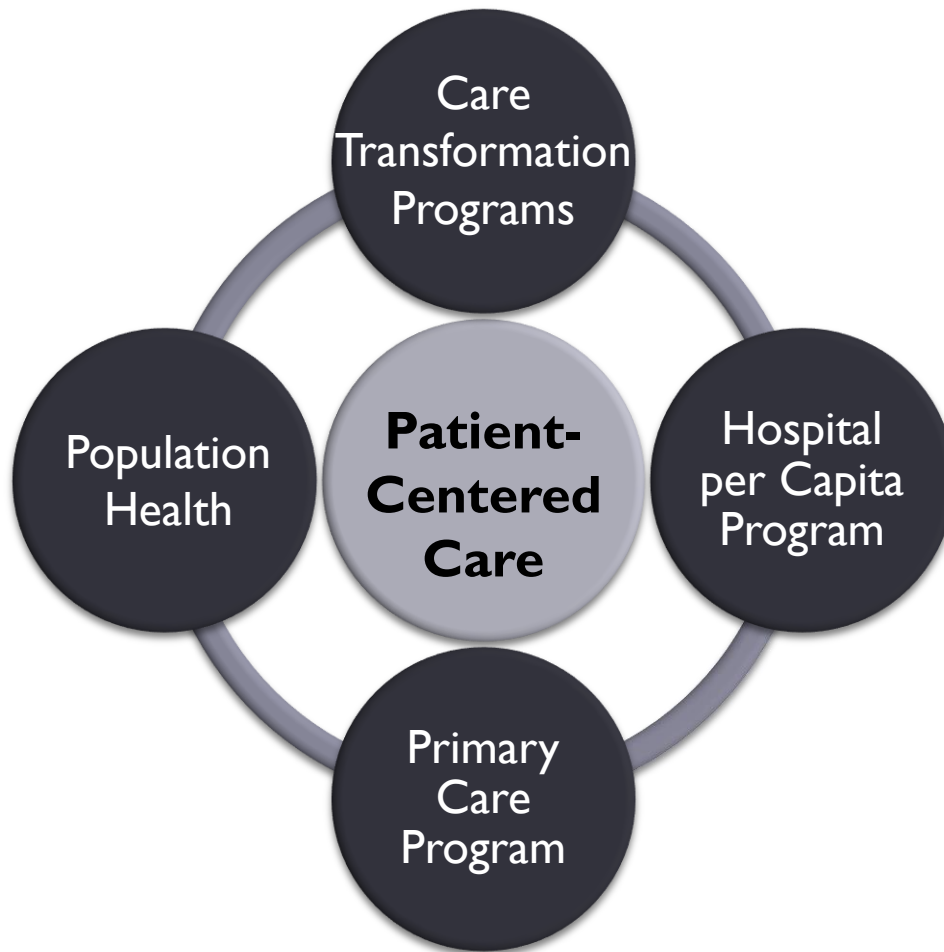 Care
Transformation
Programs
Population
Health
Patient-
Centered
Care
Hospital
per Capita
Program
Primary
Care
Program